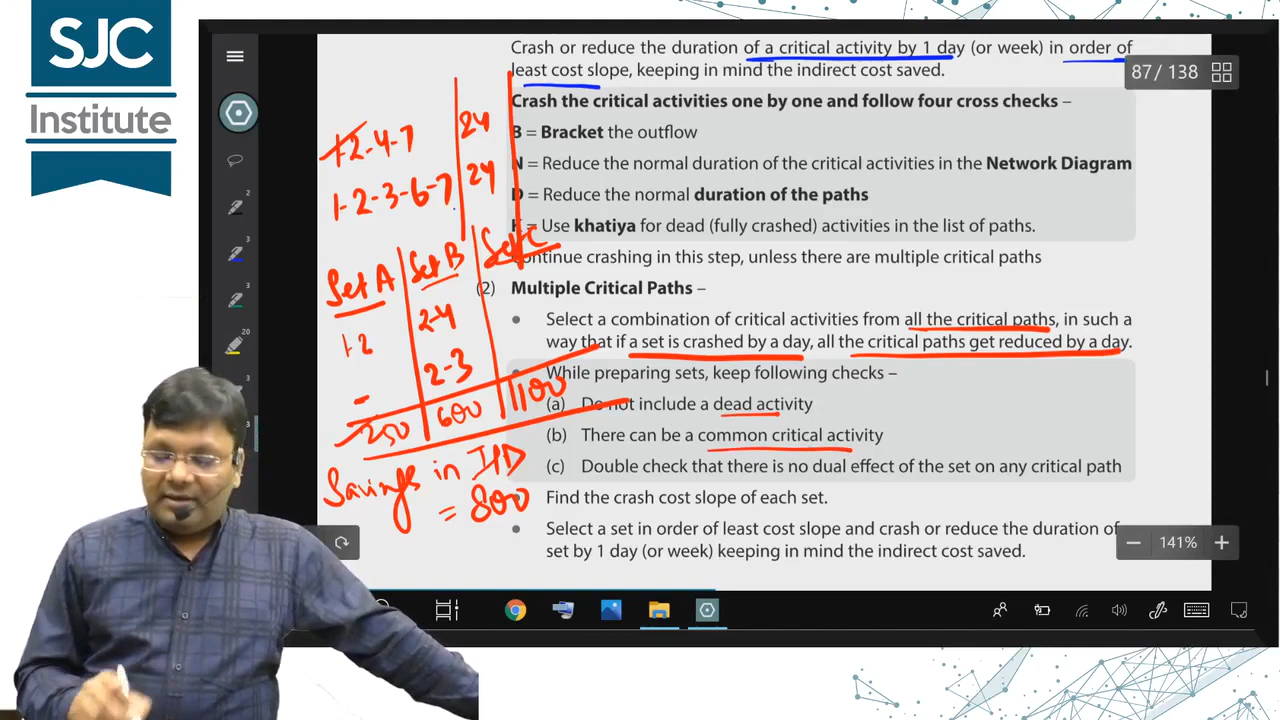 SJC
Institute
87/ 138
Crash or reduce the duration of a critical activity by 1 day (or week) in order of
least cost slope, keeping in mind the indirect cost saved.
Crash the critical activities one by one and follow four cross checks –
B = Bracket the outflow
N = Reduce the normal duration of the critical activities in the Network Diagram
D = Reduce the normal duration of the paths
K = Use khatiya for dead (fully crashed) activities in the list of paths.
Continue crashing in this step, unless there are multiple critical paths
(2) Multiple Critical Paths –
● Select a combination of critical activities from all the critical paths, in such a
way that if a set is crashed by a day, all the critical paths get reduced by a day.
● While preparing sets, keep following checks –
(a) Do not include a dead activity
(b) There can be a common critical activity
(c) Double check that there is no dual effect of the set on any critical path
Find the crash cost slope of each set.
● Select a set in order of least cost slope and crash or reduce the duration of
set by 1 day (or week) keeping in mind the indirect cost saved.
1-2-4-7 24
1-2-3-6-7 24
Set A Set B Set C
1-2 2-4
- 2-3
250 600 1100
Savings in
= 800
141%
2
3
3
20
3